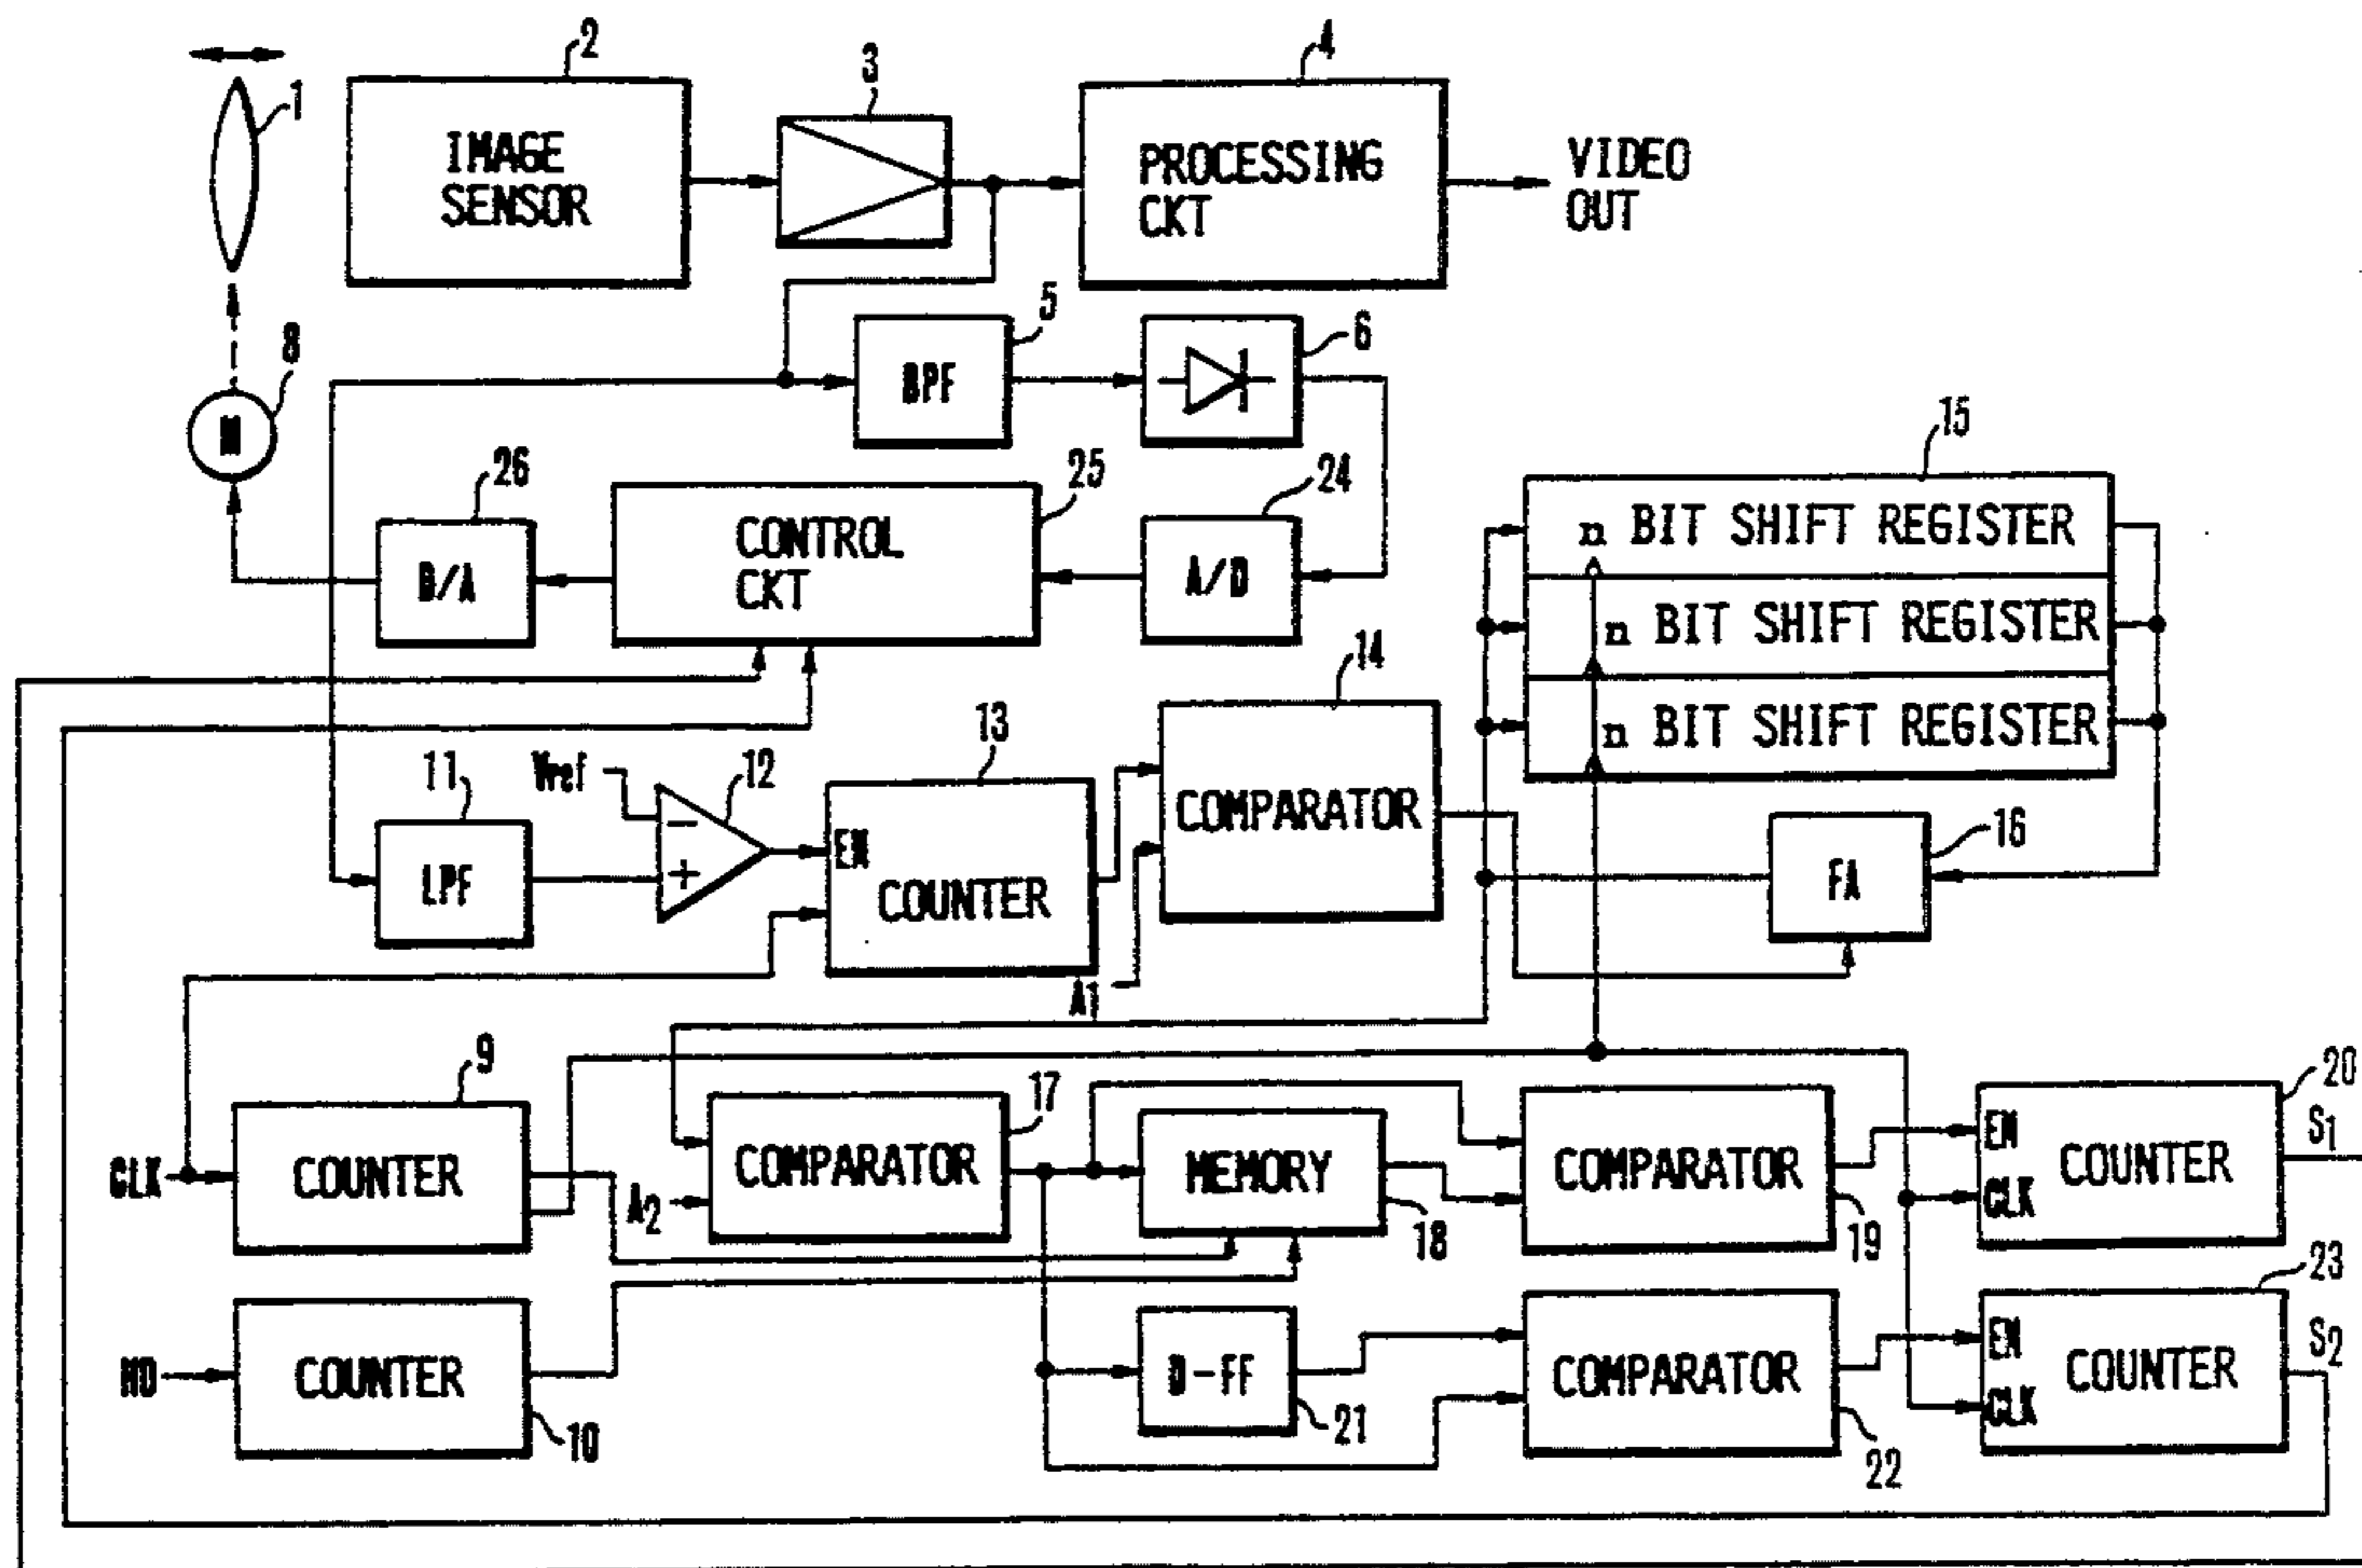 2
3
4
1
IMAGE
SENSOR
PROCESSING
CKT
VIDEO
OUT
5
6
8
BPF
M
15
26
25
24
n BIT SHIFT REGISTER
CONTROL
CKT
D/A
A/D
n BIT SHIFT REGISTER
14
n BIT SHIFT REGISTER
13
Vref
12
11
COMPARATOR
16
−
EN
+
LPF
COUNTER
FA
A1
9
17
20
S1
EN
COMPARATOR
MEMORY
COMPARATOR
COUNTER
CLK
COUNTER
A2
CLK
18
19
23
S2
EN
HD
COUNTER
D-FF
COMPARATOR
COUNTER
CLK
10
21
22